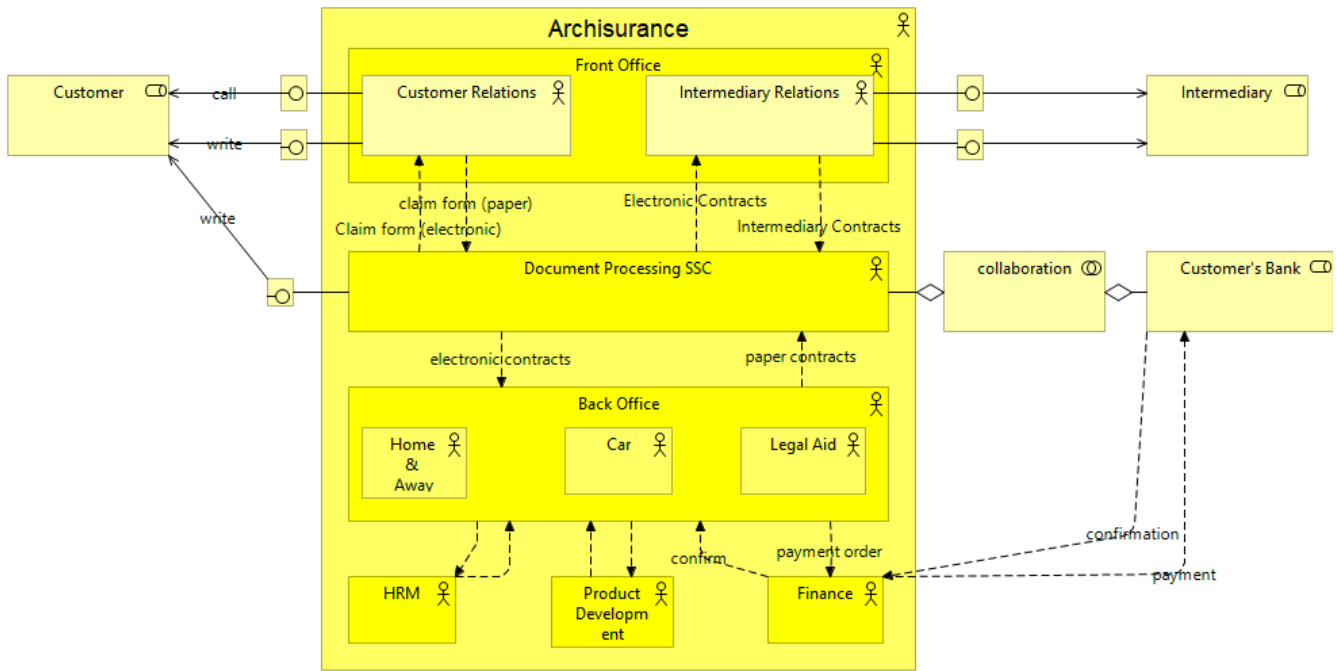 Archisurance
Front Office
Customer
call
Customer Relations
Intermediary Relations
Intermediary
write
claim form (paper)
Electronic Contracts
write
Claim form (electronic)
Intermediary Contracts
Document Processing SSC
collaboration
Customer's Bank
electronic contracts
paper contracts
Back Office
Home
&
Away
Car
Legal Aid
confirmation
confirm
payment order
payment
HRM
Product
Developm
ent
Finance